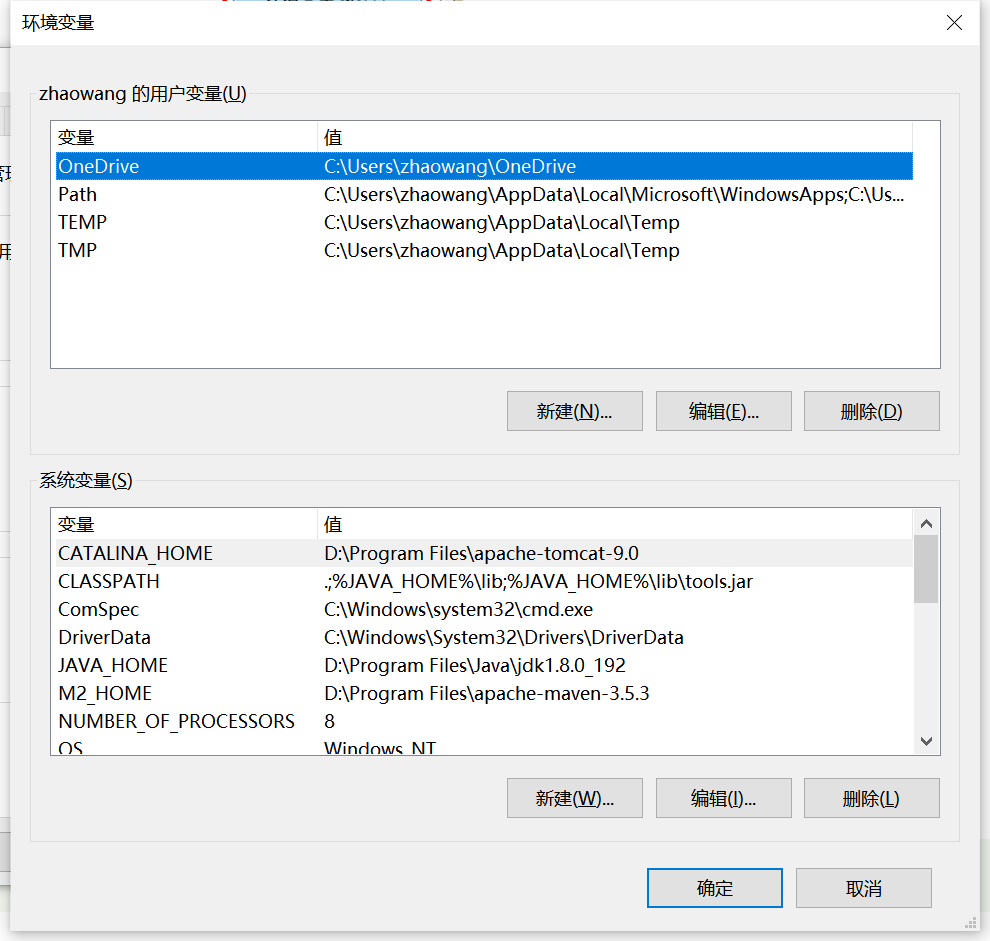 环境变量
zhaowang 的用户变量(U)
变量 值
OneDrive C:\Users\zhaowang\OneDrive
Path C:\Users\zhaowang\AppData\Local\Microsoft\WindowsApps;C:\Us...
TEMP C:\Users\zhaowang\AppData\Local\Temp
TMP C:\Users\zhaowang\AppData\Local\Temp
新建(N)... 编辑(E)... 删除(D)
系统变量(S)
变量 值
CATALINA_HOME D:\Program Files\apache-tomcat-9.0
CLASSPATH .;%JAVA_HOME%\lib;%JAVA_HOME%\lib\tools.jar
ComSpec C:\Windows\system32\cmd.exe
DriverData C:\Windows\System32\Drivers\DriverData
JAVA_HOME D:\Program Files\Java\jdk1.8.0_192
M2_HOME D:\Program Files\apache-maven-3.5.3
NUMBER_OF_PROCESSORS 8
OS Windows_NT
新建(W)... 编辑(I)... 删除(L)
确定 取消